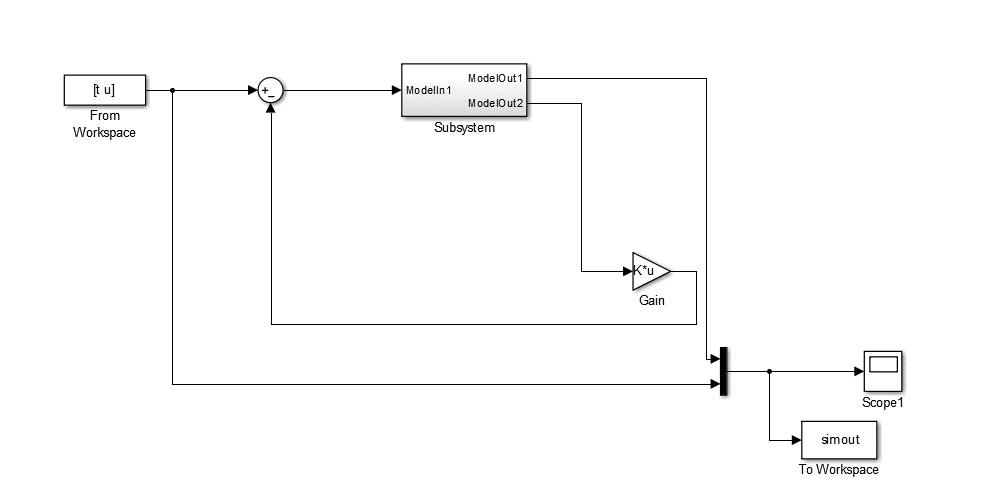 [t u]
From
Workspace
+
−
ModelIn1
ModelOut1
ModelOut2
Subsystem
K*u
Gain
Scope1
simout
To Workspace